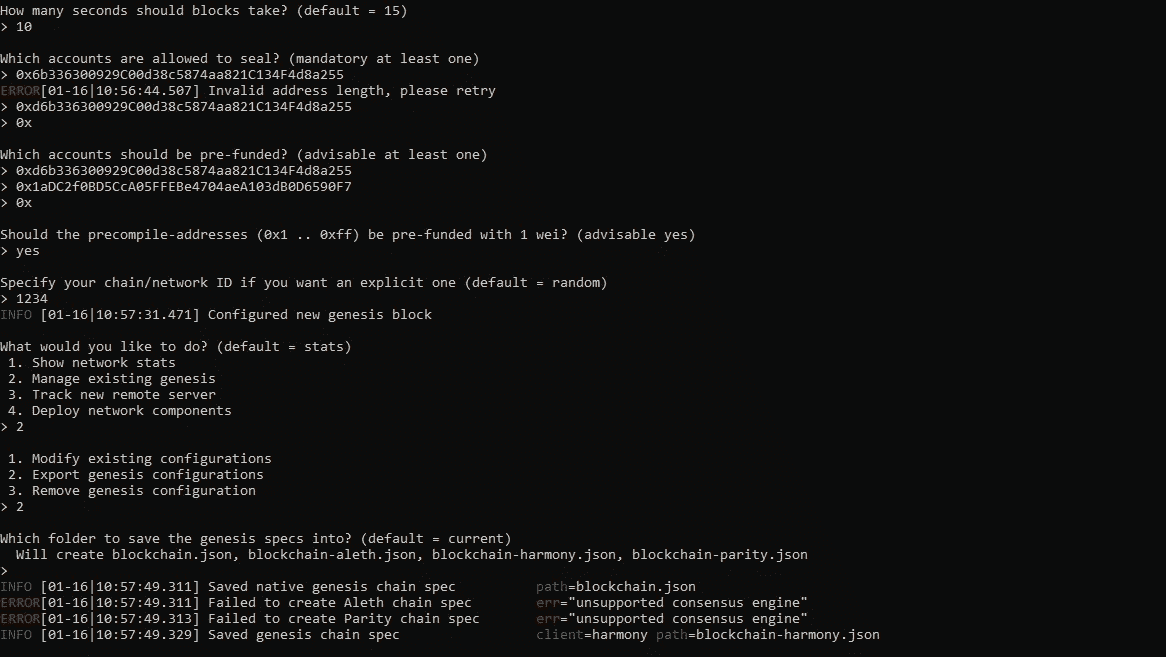 How many seconds should blocks take? (default = 15)
> 10
Which accounts are allowed to seal? (mandatory at least one)
> 0x6b336300929C00d38c5874aa821C134F4d8a255
ERROR[01-16|10:56:44.507] Invalid address length, please retry
> 0xd6b336300929C00d38c5874aa821C134F4d8a255
> 0x
Which accounts should be pre-funded? (advisable at least one)
> 0xd6b336300929C00d38c5874aa821C134F4d8a255
> 0x1aDC2f0BD5CcA05FFEBe4704aeA103dB0D6590F7
> 0x
Should the precompile-addresses (0x1 .. 0xff) be pre-funded with 1 wei? (advisable yes)
> yes
Specify your chain/network ID if you want an explicit one (default = random)
> 1234
INFO [01-16|10:57:31.471] Configured new genesis block
What would you like to do? (default = stats)
1. Show network stats
2. Manage existing genesis
3. Track new remote server
4. Deploy network components
> 2
1. Modify existing configurations
2. Export genesis configurations
3. Remove genesis configuration
> 2
Which folder to save the genesis specs into? (default = current)
Will create blockchain.json, blockchain-aleth.json, blockchain-harmony.json, blockchain-parity.json
>
INFO [01-16|10:57:49.311] Saved native genesis chain spec path=blockchain.json
ERROR[01-16|10:57:49.311] Failed to create Aleth chain spec err="unsupported consensus engine"
ERROR[01-16|10:57:49.313] Failed to create Parity chain spec err="unsupported consensus engine"
INFO [01-16|10:57:49.329] Saved genesis chain spec client=harmony path=blockchain-harmony.json